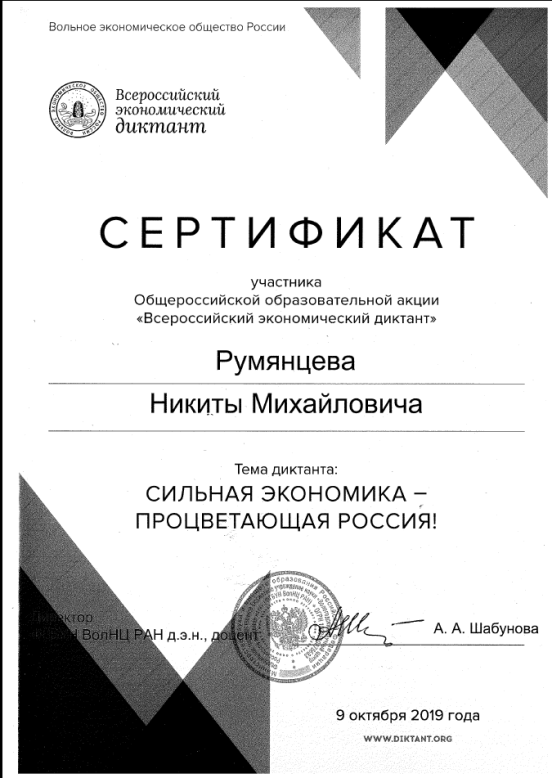 Вольное экономическое общество России
Всероссийский
экономический
диктант
СЕРТИФИКАТ
участника
Общероссийской образовательной акции
«Всероссийский экономический диктант»
Румянцева
Никиты Михайловича
Тема диктанта:
СИЛЬНАЯ ЭКОНОМИКА –
ПРОЦВЕТАЮЩАЯ РОССИЯ!
Директор
ВолНЦ РАН д.э.н., доцент
А. А. Шабунова
9 октября 2019 года
WWW.DIKTANT.ORG